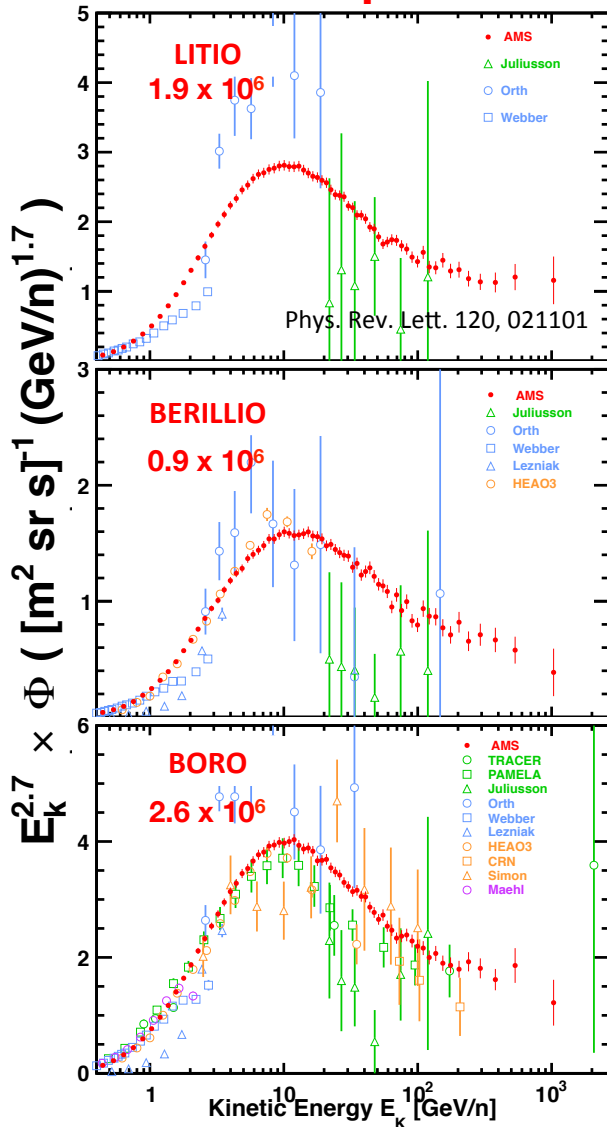 LITIO
1.9 x 10⁶
AMS
Juliusson
Orth
Webber
5
4
3
2
1
Phys. Rev. Lett. 120, 021101
BERILLIO
0.9 x 10⁶
AMS
Juliusson
Orth
Webber
Lezniak
HEAO3
3
2
1
BORO
2.6 x 10⁶
AMS
TRACER
PAMELA
Juliusson
Orth
Webber
Lezniak
HEAO3
CRN
Simon
Maehl
6
4
2
0
1 10 10² 10³
Kinetic Energy E_K [GeV/n]
E_k^2.7 × Φ ( [m² sr s]⁻¹ (GeV/n)^1.7 )